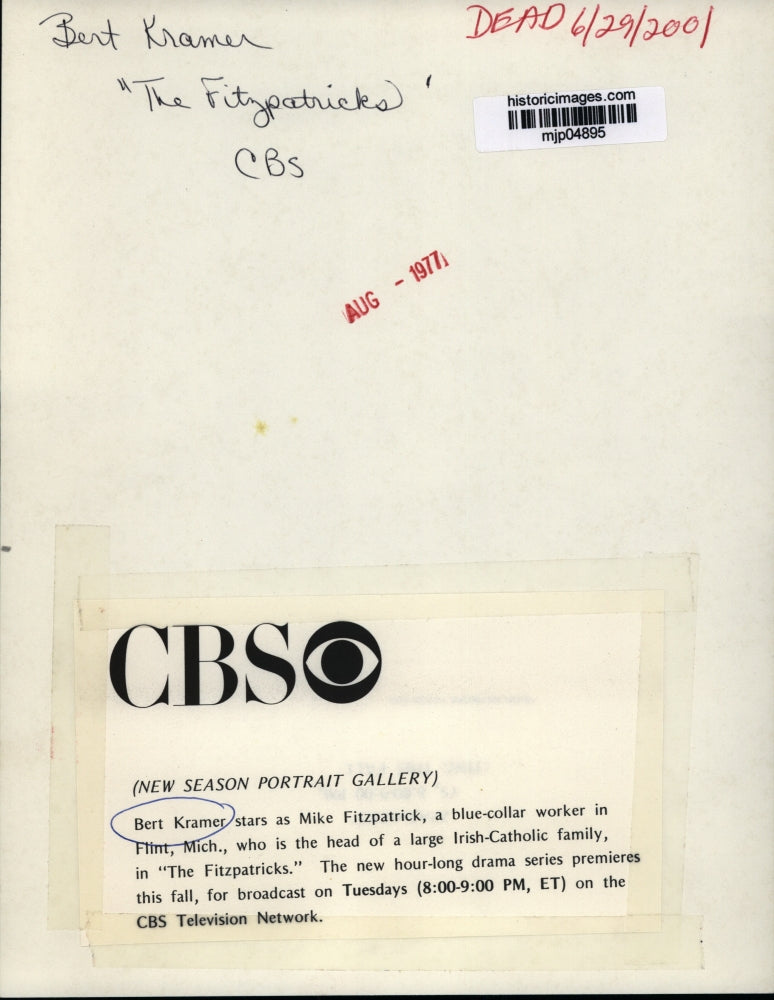 Bert Kramer
DEAD 6/29/2001
"The Fitzpatricks"
CBS
historicimages.com
mjp04895
AUG - 1977
CBS
(NEW SEASON PORTRAIT GALLERY)
Bert Kramer stars as Mike Fitzpatrick, a blue-collar worker in
Flint, Mich., who is the head of a large Irish-Catholic family,
in “The Fitzpatricks.” The new hour-long drama series premieres
this fall, for broadcast on Tuesdays (8:00-9:00 PM, ET) on the
CBS Television Network.